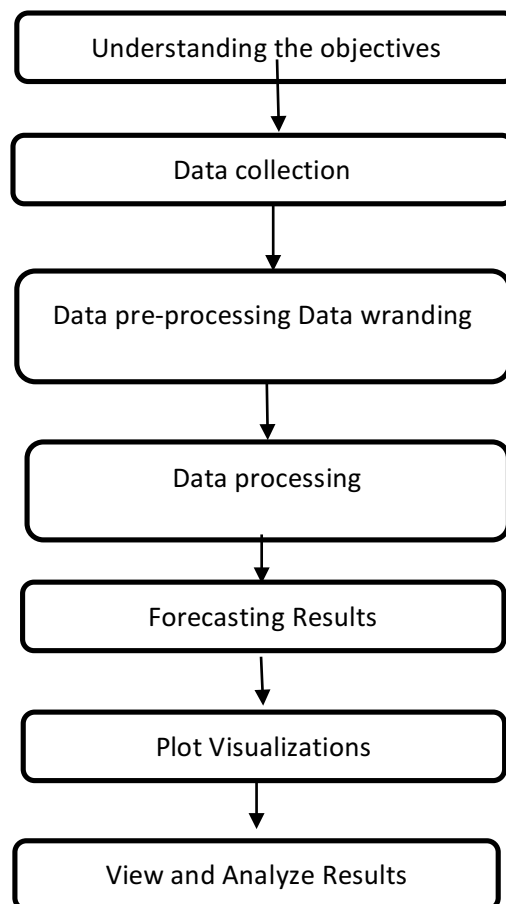 Understanding the objectives
Data collection
Data pre-processing Data wranding
Data processing
Forecasting Results
Plot Visualizations
View and Analyze Results